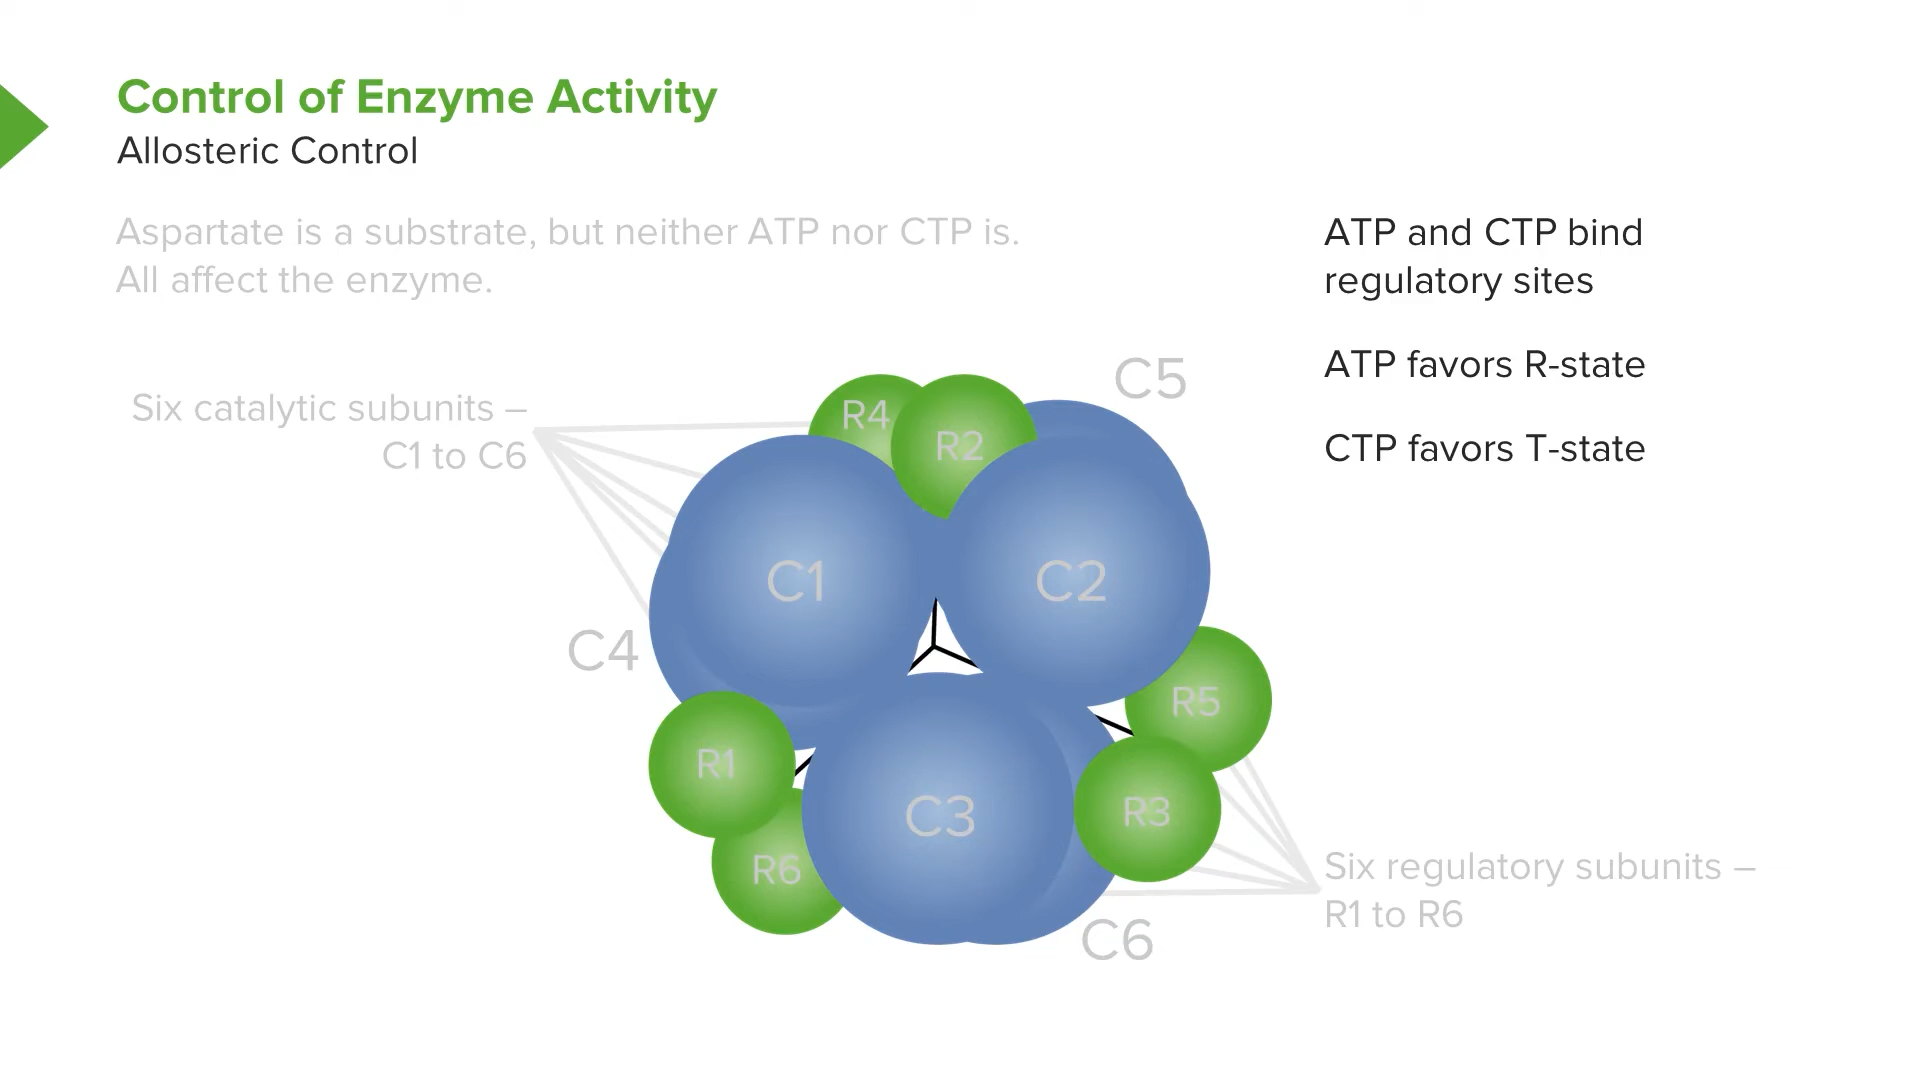 Control of Enzyme Activity
Allosteric Control
Aspartate is a substrate, but neither ATP nor CTP is.
All affect the enzyme.
ATP and CTP bind
regulatory sites
ATP favors R-state
CTP favors T-state
Six catalytic subunits –
C1 to C6
C5
R4
R2
C1
C2
C4
R5
R1
R3
C3
R6
C6
Six regulatory subunits –
R1 to R6